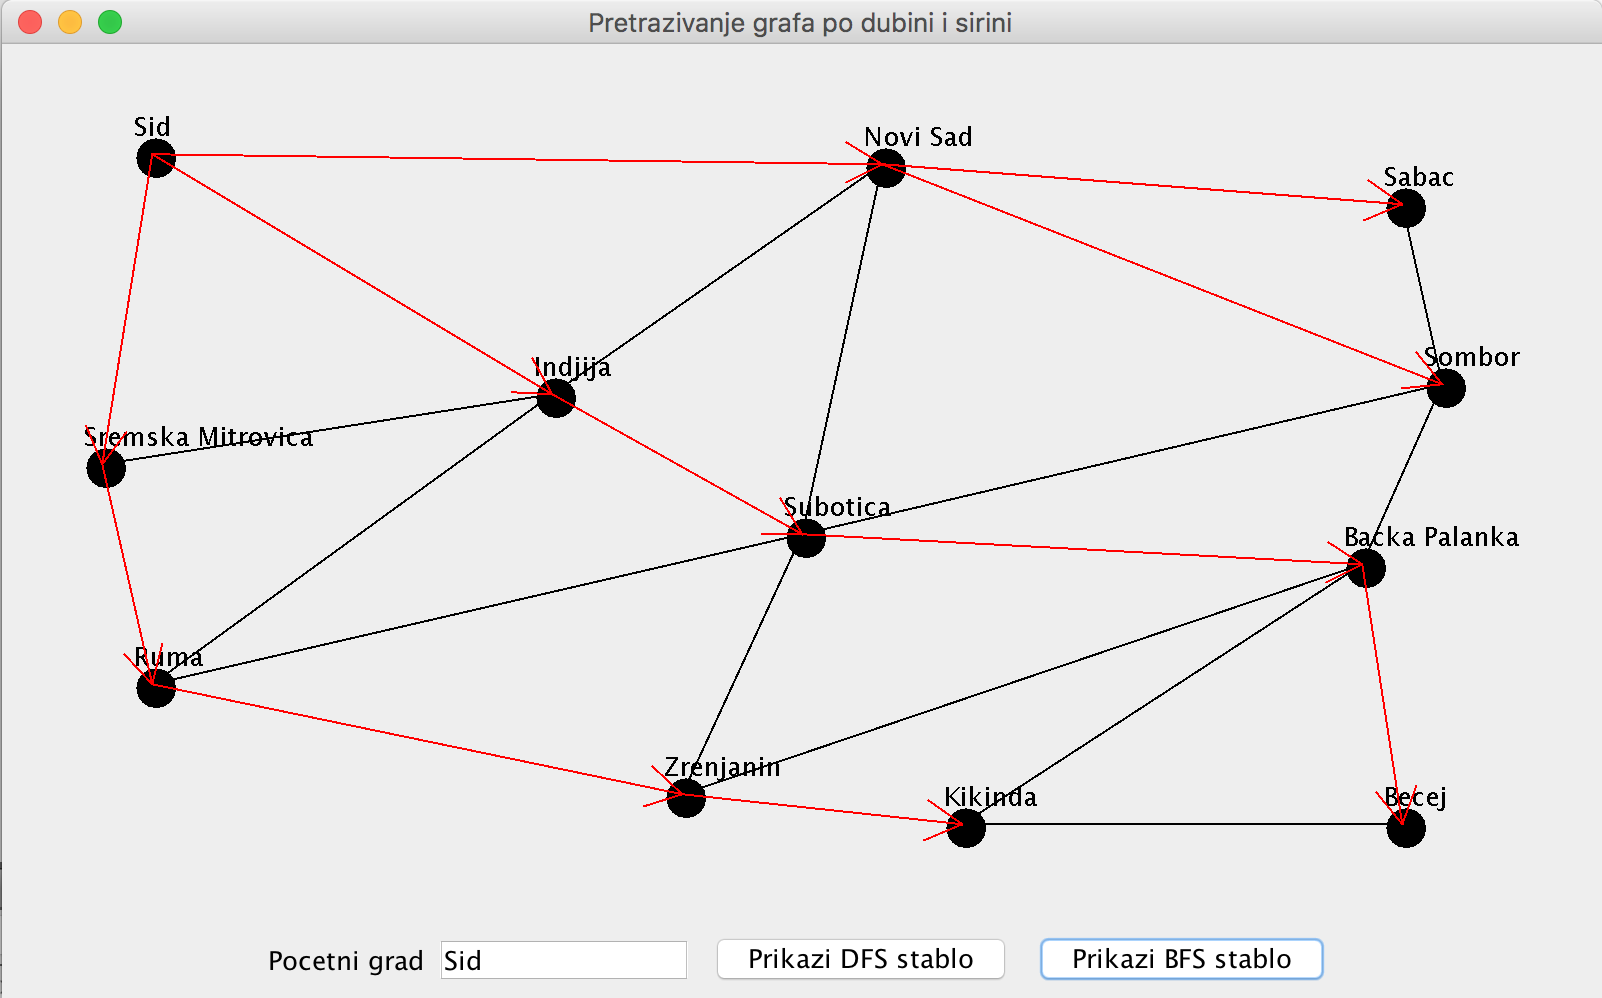 Pretrazivanje grafa po dubini i sirini
Sid
Novi Sad
Sabac
Indjija
Sombor
Sremska Mitrovica
Subotica
Backa Palanka
Ruma
Zrenjanin
Kikinda
Becej
Pocetni grad Sid Prikazi DFS stablo Prikazi BFS stablo